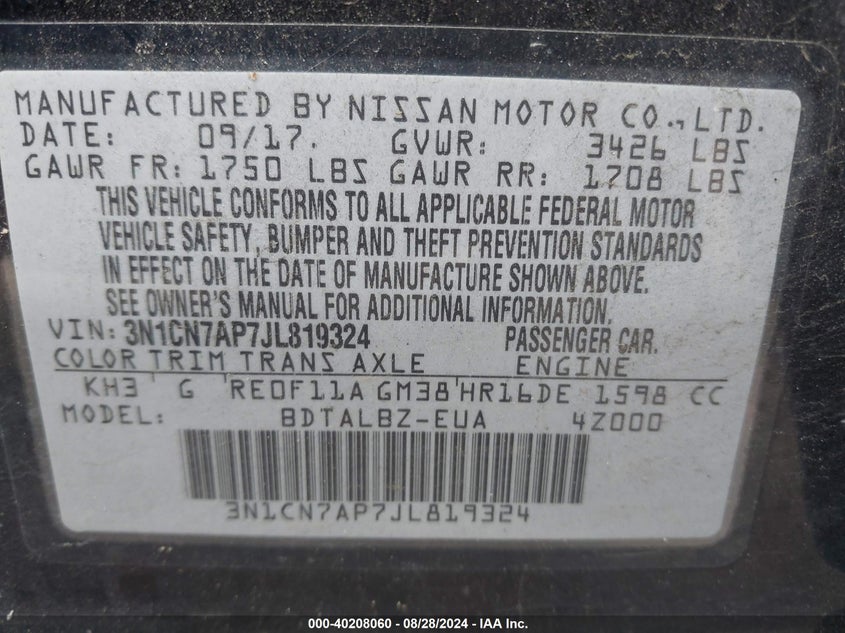 MANUFACTURED BY NISSAN MOTOR CO., LTD.
DATE: 09/17. GVWR: 3426 LBS
GAWR FR: 1750 LBS GAWR RR: 1708 LBS
THIS VEHICLE CONFORMS TO ALL APPLICABLE FEDERAL MOTOR
VEHICLE SAFETY, BUMPER AND THEFT PREVENTION STANDARDS
IN EFFECT ON THE DATE OF MANUFACTURE SHOWN ABOVE.
SEE OWNER'S MANUAL FOR ADDITIONAL INFORMATION.
VIN: 3N1CN7AP7JL819324 PASSENGER CAR.
COLOR TRIM TRANS AXLE ENGINE
KH3 G RE0F11A GM38 HR16DE 1598 CC
MODEL: BDTALBZ-EUA 4Z000
3N1CN7AP7JL819324
000-40208060 - 08/28/2024 - IAA Inc.